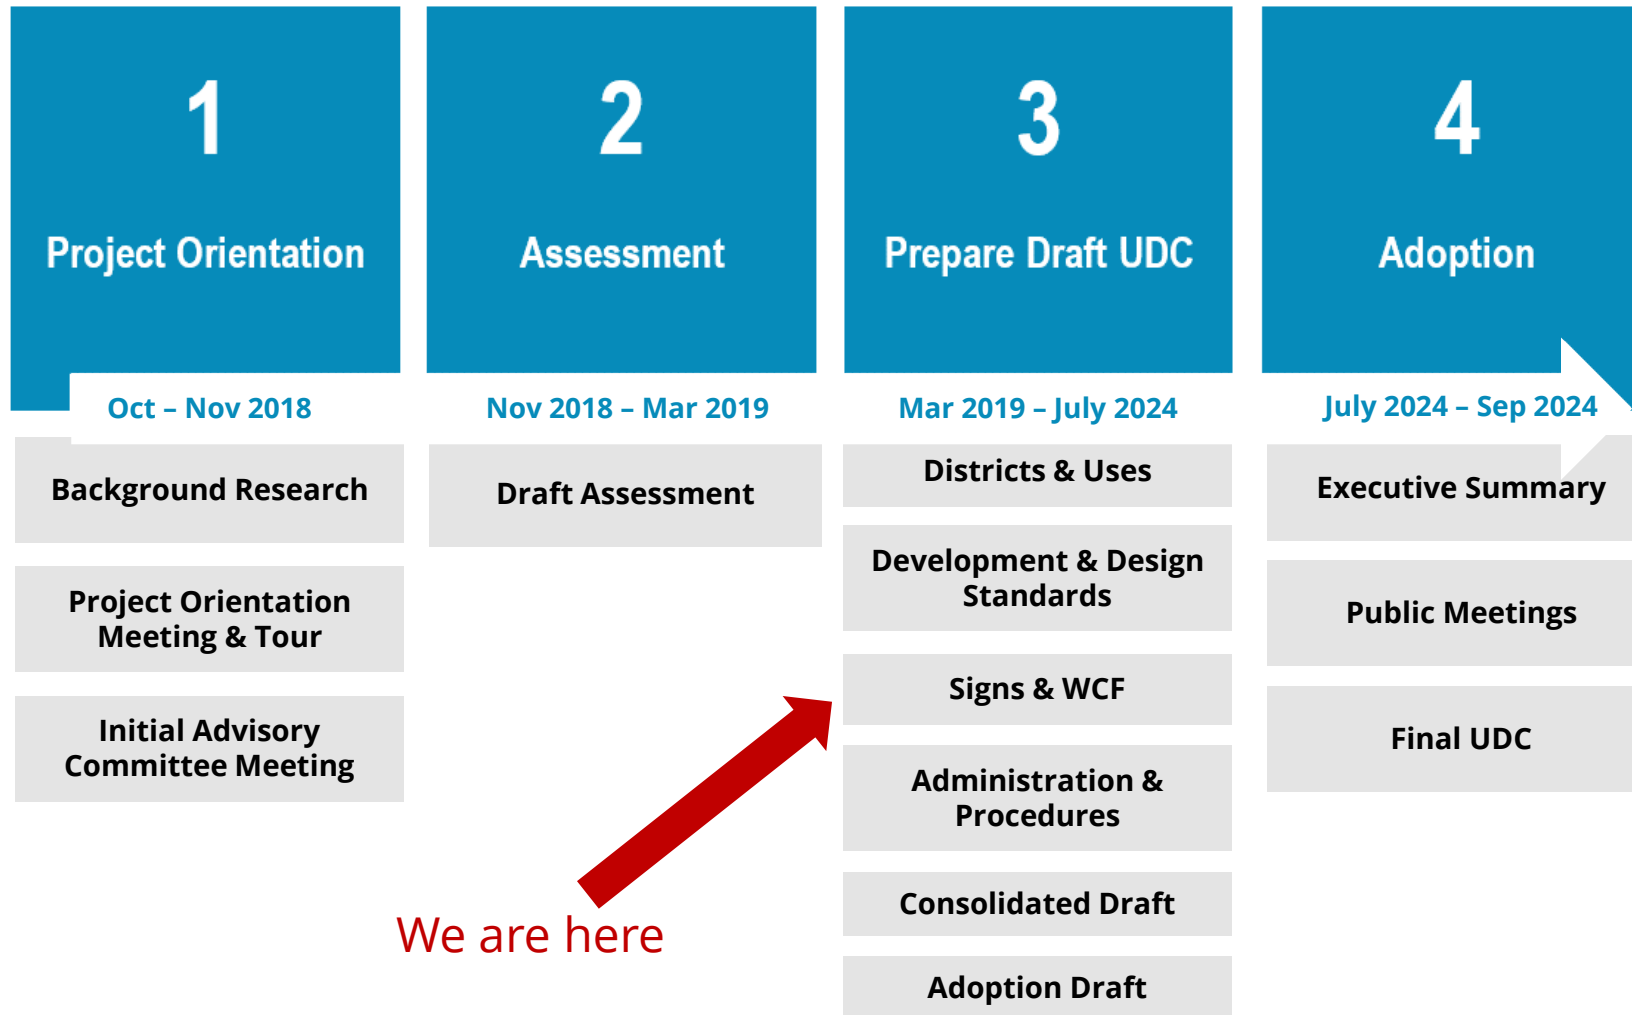 1
Project Orientation
Oct – Nov 2018
Background Research
Project Orientation
Meeting & Tour
Initial Advisory
Committee Meeting
2
Assessment
Nov 2018 – Mar 2019
Draft Assessment
3
Prepare Draft UDC
Mar 2019 – July 2024
Districts & Uses
Development & Design
Standards
Signs & WCF
Administration &
Procedures
Consolidated Draft
Adoption Draft
4
Adoption
July 2024 – Sep 2024
Executive Summary
Public Meetings
Final UDC
We are here